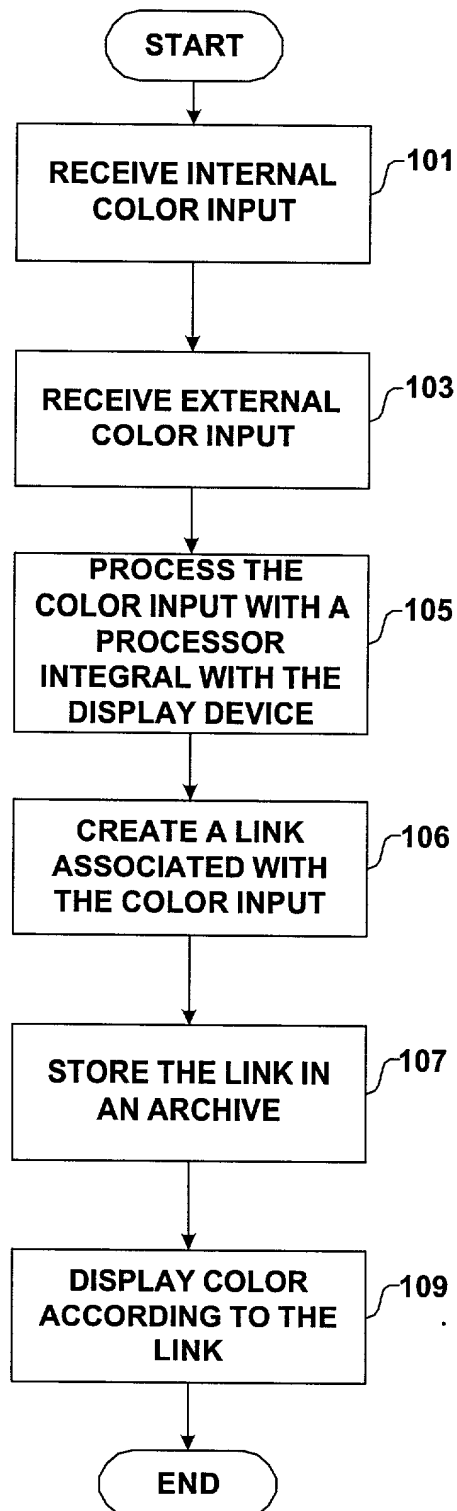 START
RECEIVE INTERNAL
COLOR INPUT
101
RECEIVE EXTERNAL
COLOR INPUT
103
PROCESS THE
COLOR INPUT WITH A
PROCESSOR
INTEGRAL WITH THE
DISPLAY DEVICE
105
CREATE A LINK
ASSOCIATED WITH
THE COLOR INPUT
106
STORE THE LINK IN
AN ARCHIVE
107
DISPLAY COLOR
ACCORDING TO THE
LINK
109
END